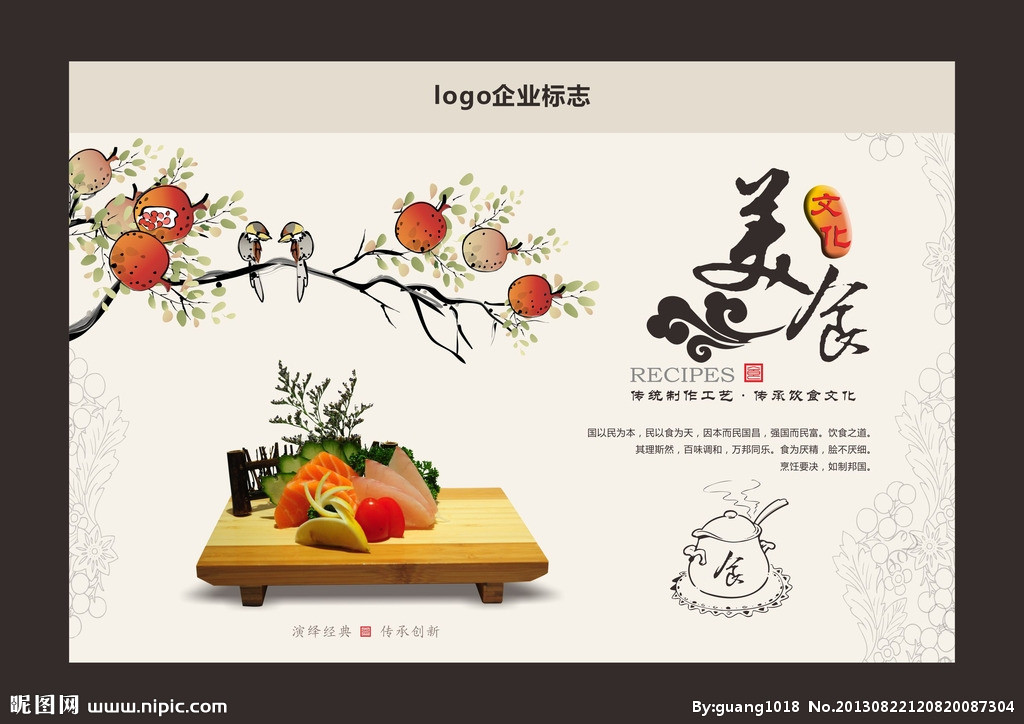 logo企业标志
美食
文化
RECIPES
传统制作工艺·传承饮食文化
国以民为本，民以食为天，因本而民国昌，强国而民富。饮食之道。
其理斯然，百味调和，万邦同乐。食为厌精，脍不厌细。
烹饪要决，如制邦国。
食
演绎经典 传承创新
昵图网 www.nipic.com
By:guang1018 No.20130822120820087304